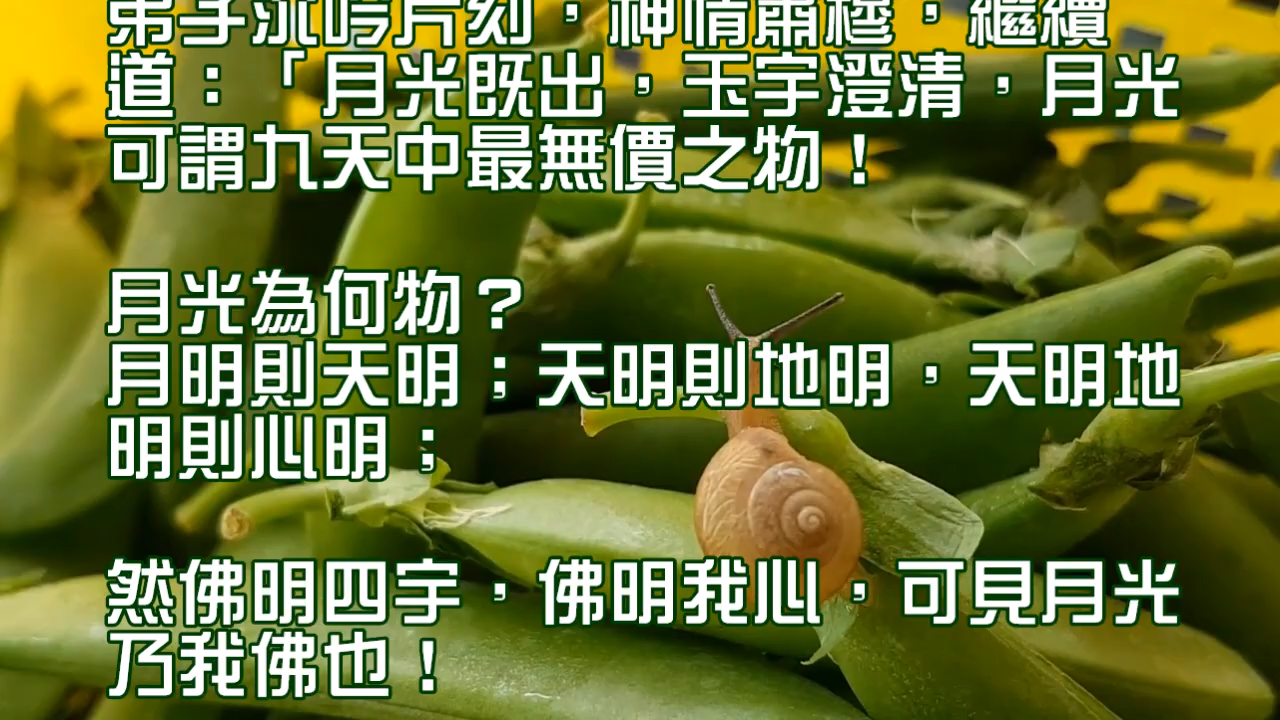 弟子沉吟片刻，神情肅穆，繼續
道：「月光既出，玉宇澄清，月光
可謂九天中最無價之物！
月光為何物？
月明則天明；天明則地明，天明地
明則心明；
然佛明四宇，佛明我心，可見月光
乃我佛也！